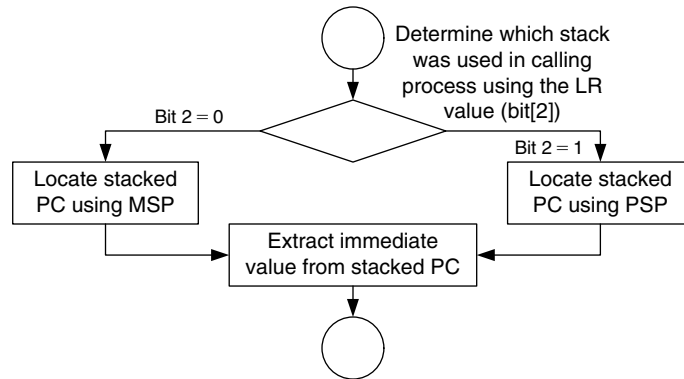 Determine which stack
was used in calling
process using the LR
value (bit[2])
Bit 2 = 0
Bit 2 = 1
Locate stacked
PC using MSP
Locate stacked
PC using PSP
Extract immediate
value from stacked PC